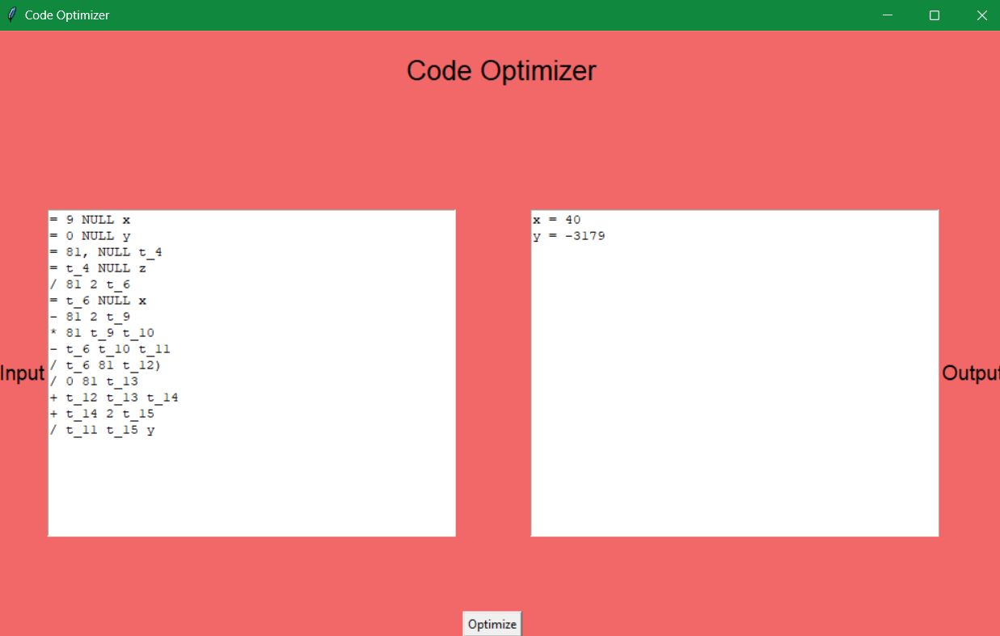 Code Optimizer
Code Optimizer
= 9 NULL x
= 0 NULL y
= 81, NULL t_4
= t_4 NULL z
/ 81 2 t_6
= t_6 NULL x
- 81 2 t_9
* 81 t_9 t_10
- t_6 t_10 t_11
/ t_6 81 t_12)
/ 0 81 t_13
+ t_12 t_13 t_14
+ t_14 2 t_15
/ t_11 t_15 y
Input
x = 40
y = -3179
Output
Optimize